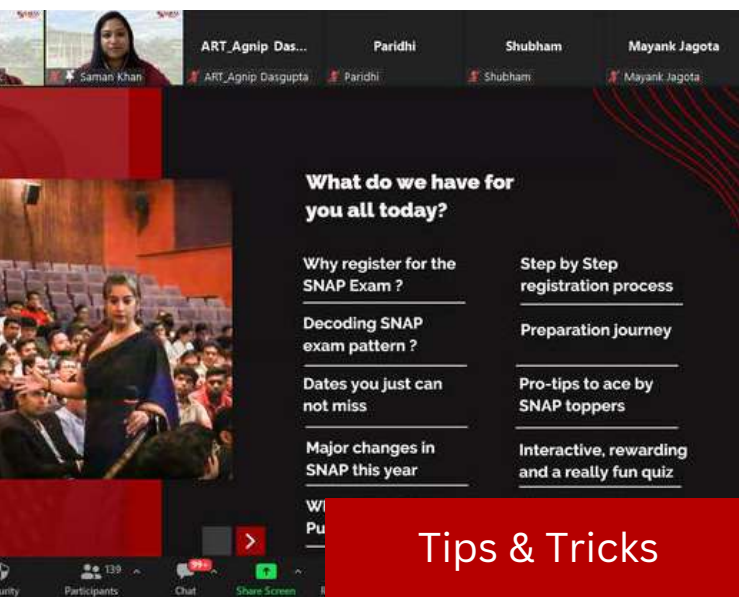 ART_Agnip Das...
Paridhi
Shubham
Mayank Jagota
Saman Khan
ART_Agnip Dasgupta
Paridhi
Shubham
Mayank Jagota
What do we have for
you all today?
Why register for the
SNAP Exam ?
Decoding SNAP
exam pattern ?
Dates you just can
not miss
Major changes in
SNAP this year
Step by Step
registration process
Preparation journey
Pro-tips to ace by
SNAP toppers
Interactive, rewarding
and a really fun quiz
Tips & Tricks
139
99+
Participants
Chat
Share Screen